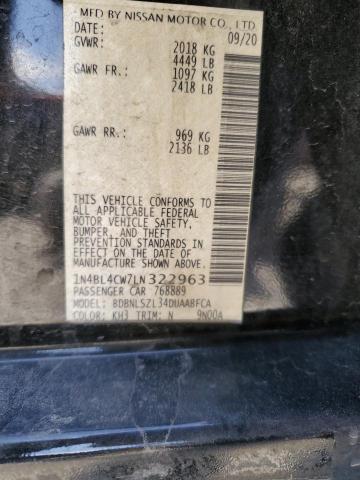 MFD BY NISSAN MOTOR CO., LTD
DATE: 09/20
GVWR: 2018 KG
4449 LB
GAWR FR: 1097 KG
2418 LB
GAWR RR: 969 KG
2136 LB
THIS VEHICLE CONFORMS TO
ALL APPLICABLE FEDERAL
MOTOR VEHICLE SAFETY,
BUMPER, AND THEFT
PREVENTION STANDARDS
IN EFFECT ON THE DATE OF
MANUFACTURE SHOWN ABOVE.
1N4BL4CW7LN322963
PASSENGER CAR 768889
MODEL: BDBNLSZL34DUAABFCA
COLOR: KH3 TRIM: N 9N00A